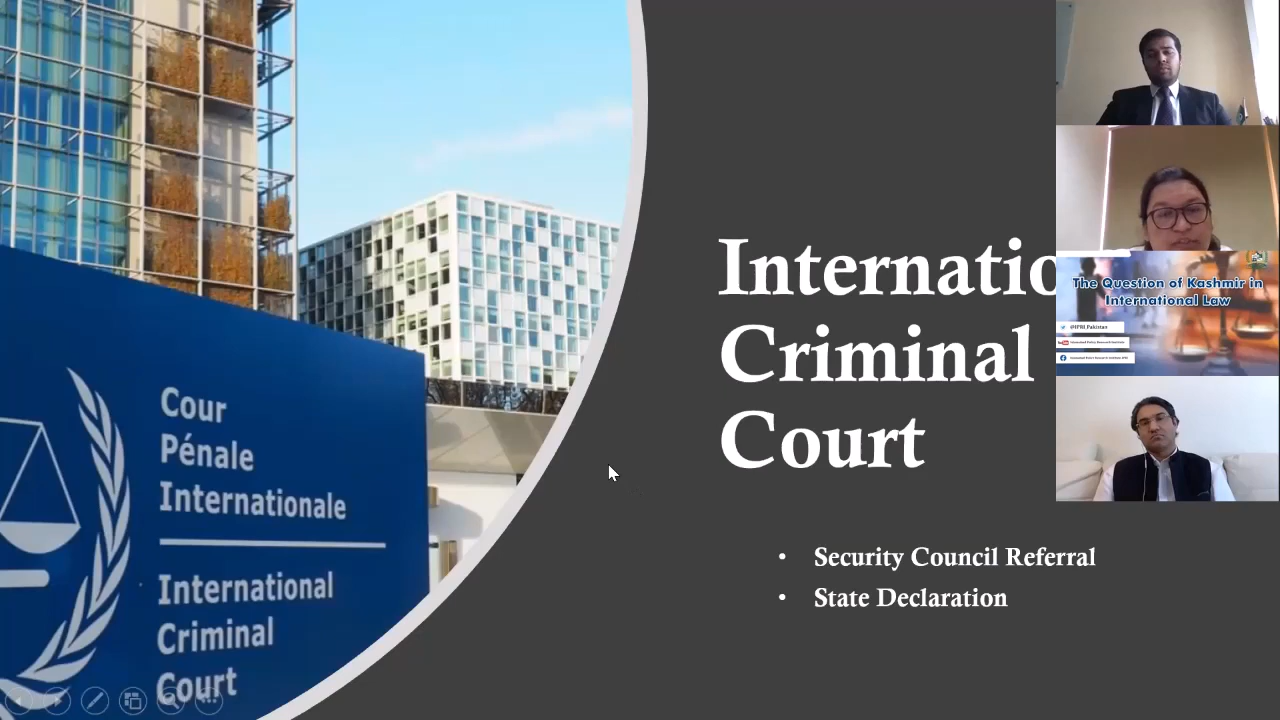 Cour
Pénale
Internationale
International
Criminal
Court
Internatio
Criminal
Court
• Security Council Referral
• State Declaration
The Question of Kashmir in
International Law
@IPRI_Pakistan